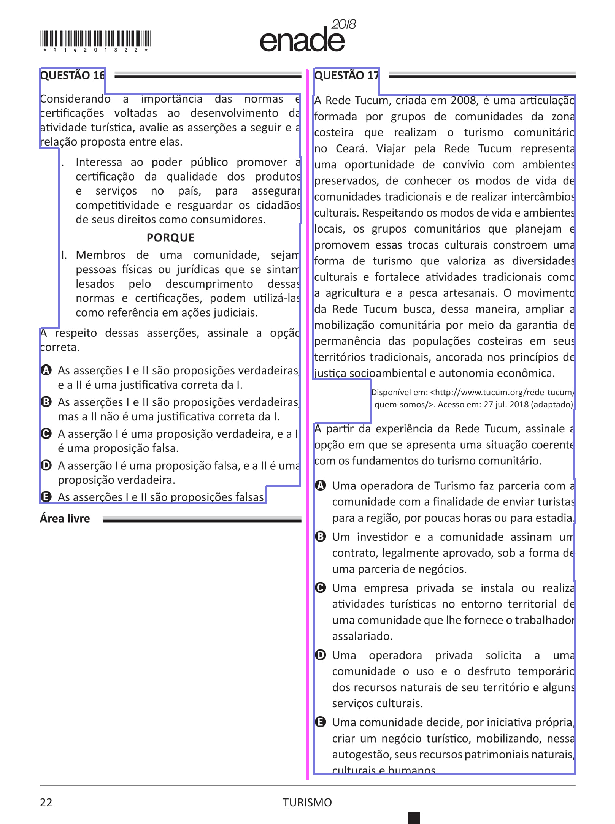 *R1420182 2*
enade2018
QUESTÃO 16
Considerando a importância das normas e
certificações voltadas ao desenvolvimento da
atividade turística, avalie as asserções a seguir e a
relação proposta entre elas.
I. Interessa ao poder público promover a
certificação da qualidade dos produtos
e serviços no país, para assegurar
competitividade e resguardar os cidadãos
de seus direitos como consumidores.
PORQUE
II. Membros de uma comunidade, sejam
pessoas físicas ou jurídicas que se sintam
lesados pelo descumprimento dessas
normas e certificações, podem utilizá-las
como referência em ações judiciais.
A respeito dessas asserções, assinale a opção
correta.
A As asserções I e II são proposições verdadeiras,
e a II é uma justificativa correta da I.
B As asserções I e II são proposições verdadeiras,
mas a II não é uma justificativa correta da I.
C A asserção I é uma proposição verdadeira, e a II
é uma proposição falsa.
D A asserção I é uma proposição falsa, e a II é uma
proposição verdadeira.
E As asserções I e II são proposições falsas.
Área livre
QUESTÃO 17
A Rede Tucum, criada em 2008, é uma articulação
formada por grupos de comunidades da zona
costeira que realizam o turismo comunitário
no Ceará. Viajar pela Rede Tucum representa
uma oportunidade de convívio com ambientes
preservados, de conhecer os modos de vida de
comunidades tradicionais e de realizar intercâmbios
culturais. Respeitando os modos de vida e ambientes
locais, os grupos comunitários que planejam e
promovem essas trocas culturais constroem uma
forma de turismo que valoriza as diversidades
culturais e fortalece atividades tradicionais como
a agricultura e a pesca artesanais. O movimento
da Rede Tucum busca, dessa maneira, ampliar a
mobilização comunitária por meio da garantia de
permanência das populações costeiras em seus
territórios tradicionais, ancorada nos princípios de
justiça socioambiental e autonomia econômica.
Disponível em: <http://www.tucum.org/rede-tucum/
quem-somos/>. Acesso em: 27 jul. 2018 (adaptado).
A partir da experiência da Rede Tucum, assinale a
opção em que se apresenta uma situação coerente
com os fundamentos do turismo comunitário.
A Uma operadora de Turismo faz parceria com a
comunidade com a finalidade de enviar turistas
para a região, por poucas horas ou para estadia.
B Um investidor e a comunidade assinam um
contrato, legalmente aprovado, sob a forma de
uma parceria de negócios.
C Uma empresa privada se instala ou realiza
atividades turísticas no entorno territorial de
uma comunidade que lhe fornece o trabalhador
assalariado.
D Uma operadora privada solicita a uma
comunidade o uso e o desfruto temporário
dos recursos naturais de seu território e alguns
serviços culturais.
E Uma comunidade decide, por iniciativa própria,
criar um negócio turístico, mobilizando, nessa
autogestão, seus recursos patrimoniais naturais,
culturais e humanos.
22
TURISMO